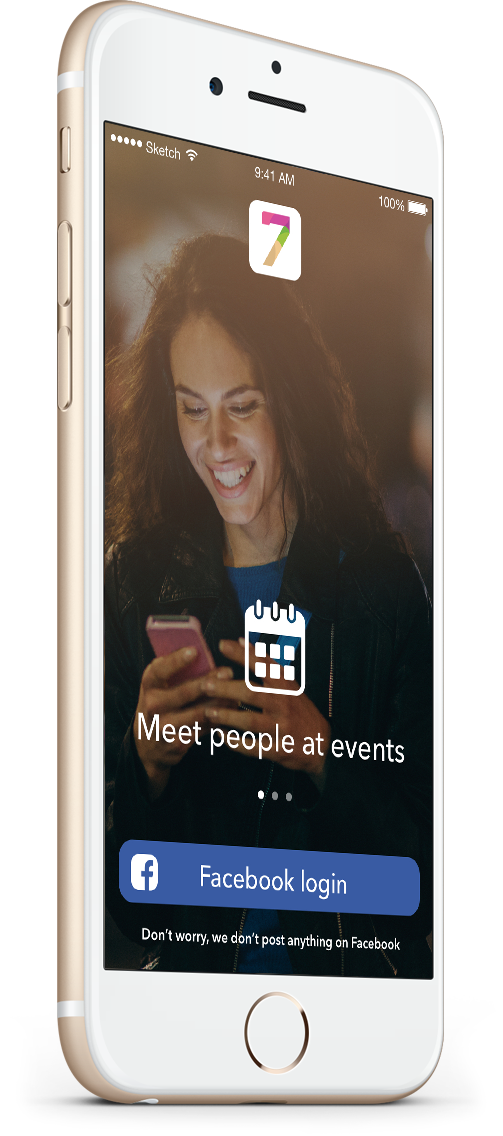 Sketch
9:41 AM
100%
7
Meet people at events
Facebook login
Don't worry, we don't post anything on Facebook